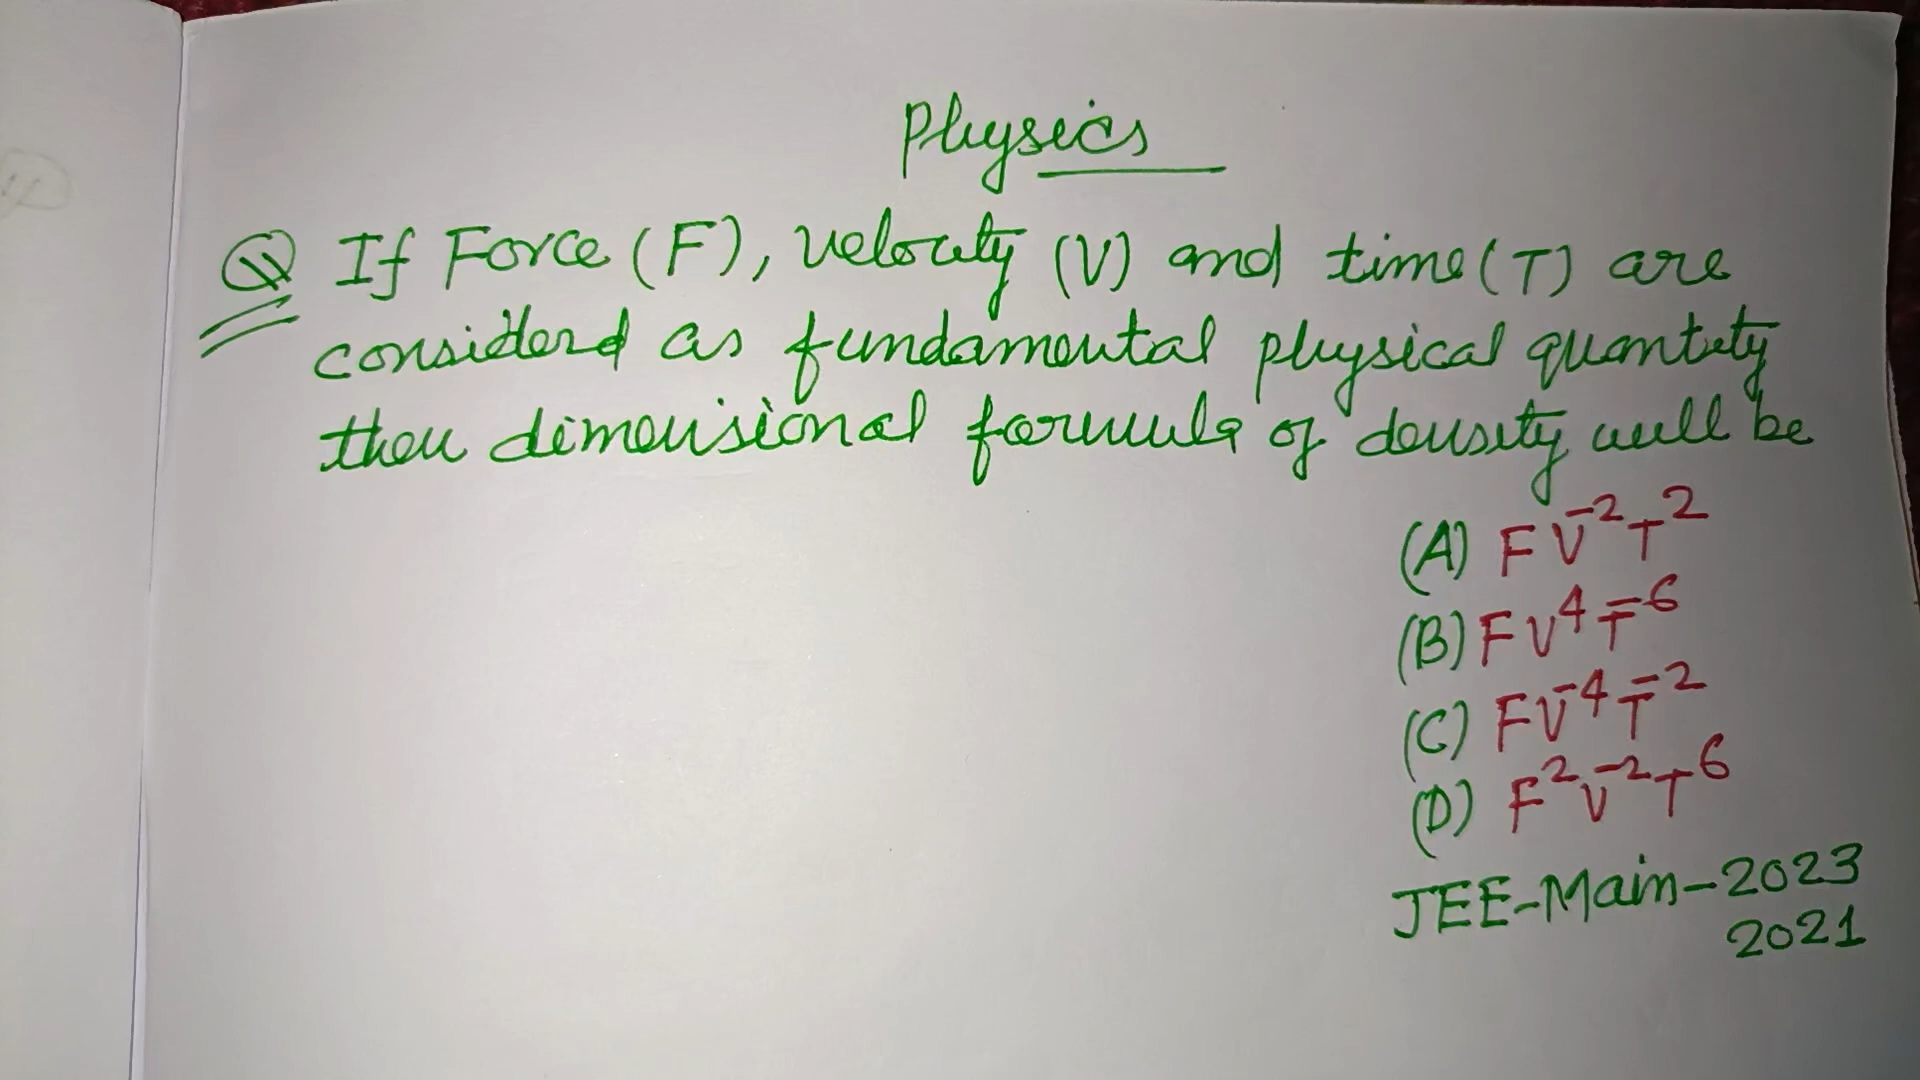 Physics
Q If Force (F), velocity (V) and time (T) are
considerd as fundamental physical quantity
then dimensional formula of density will be
(A) FV⁻²T²
(B) FV⁴T⁻⁶
(C) FV⁻⁴T⁻²
(D) F²V⁻²T⁶
JEE-Main-2023
2021